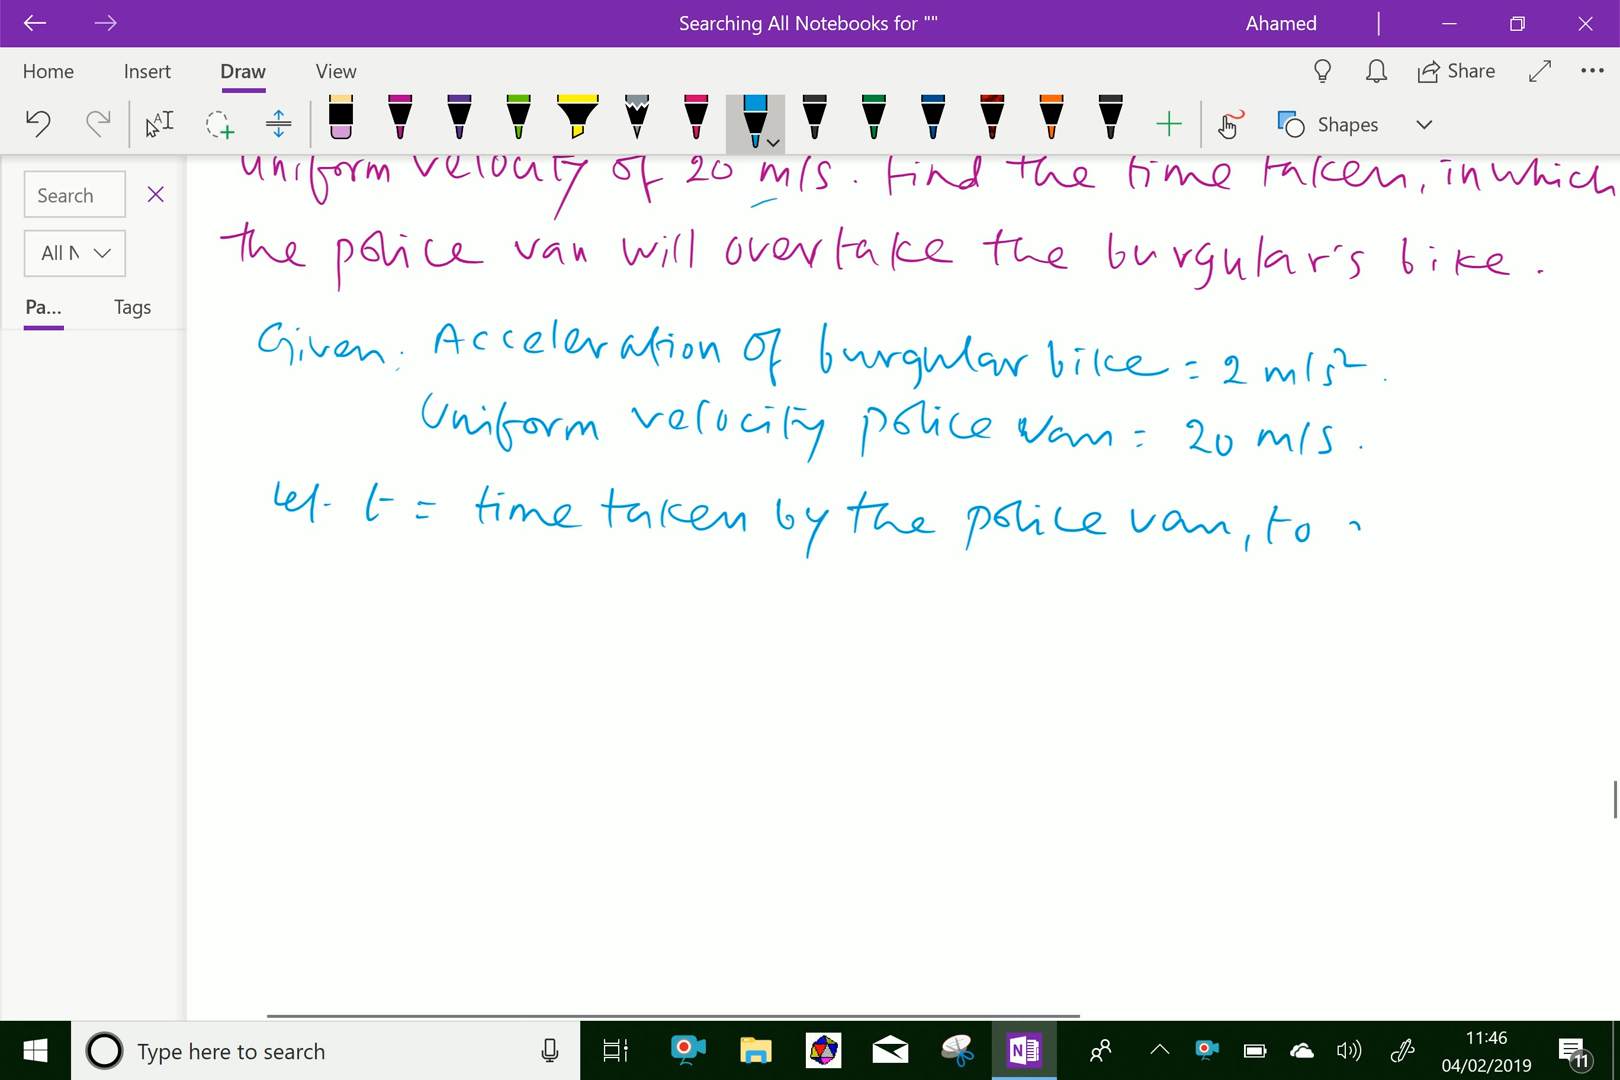 Searching All Notebooks for ""
Ahamed
Home Insert Draw View
Share
Shapes
Search
All N
Pa... Tags
uniform velocity of 20 m/s. Find the time taken, in which
the police van will overtake the burgular's bike.
Given: Acceleration of burgular bike = 2 m/s².
Uniform velocity police van = 20 m/s.
let. t = time taken by the police van, to
Type here to search
11:46
04/02/2019
11